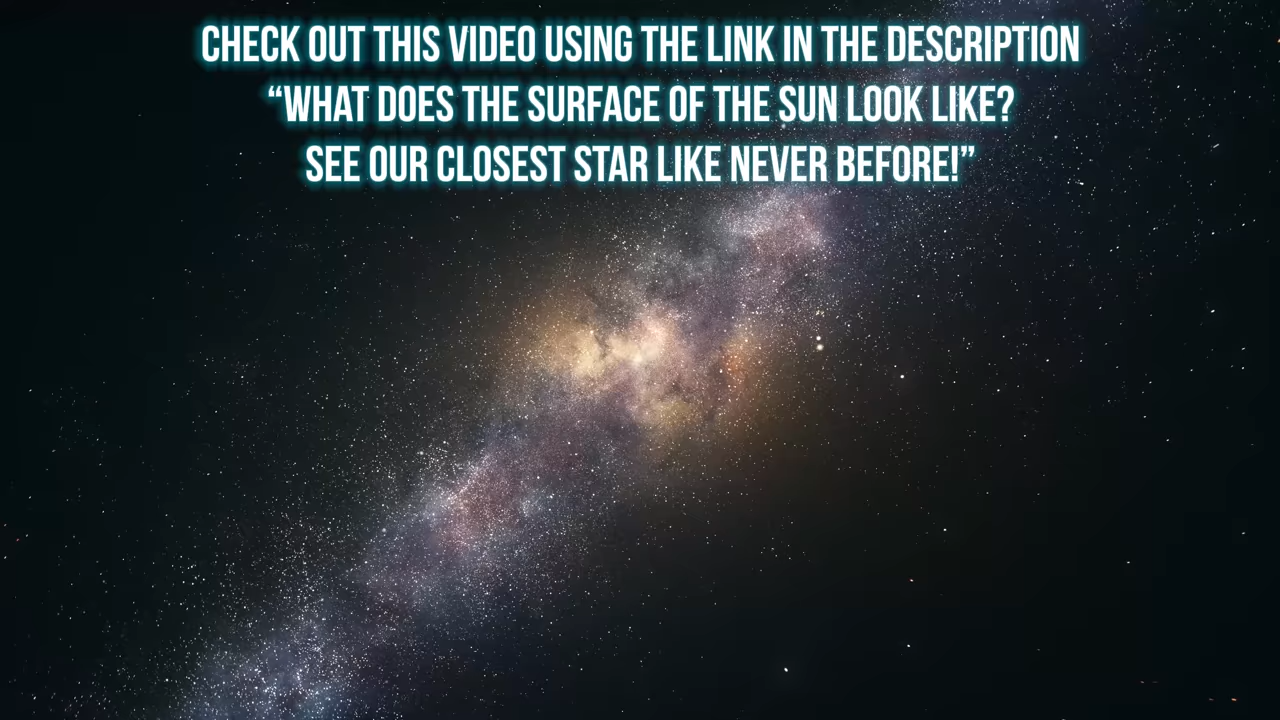 CHECK OUT THIS VIDEO USING THE LINK IN THE DESCRIPTION
“WHAT DOES THE SURFACE OF THE SUN LOOK LIKE?
SEE OUR CLOSEST STAR LIKE NEVER BEFORE!”